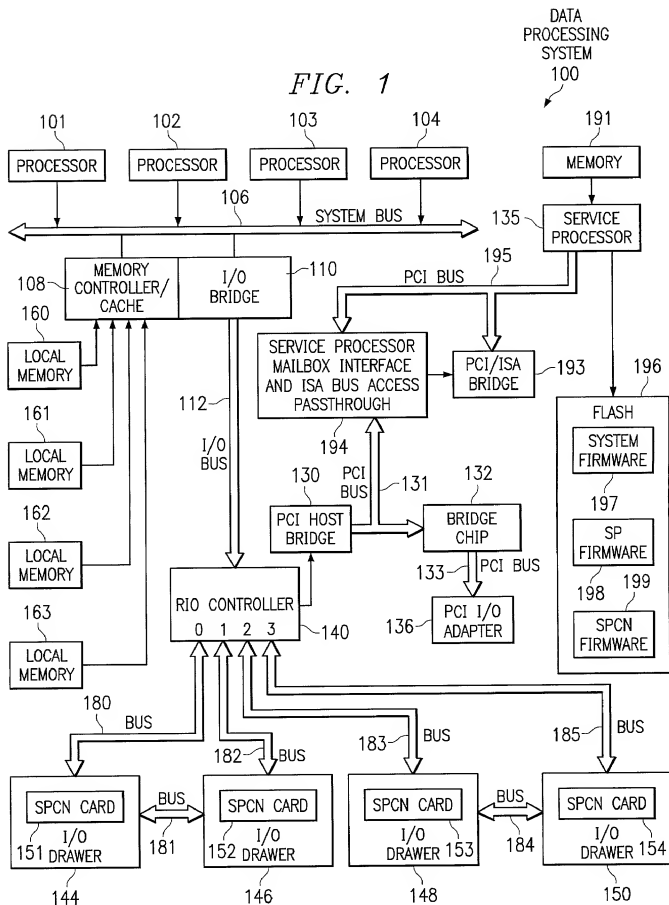 DATA
PROCESSING
SYSTEM
100
FIG. 1
101
102
103
104
191
PROCESSOR
PROCESSOR
PROCESSOR
PROCESSOR
MEMORY
106
SYSTEM BUS
135
SERVICE
PROCESSOR
108
MEMORY
CONTROLLER/
CACHE
I/O
BRIDGE
110
PCI BUS
195
160
LOCAL MEMORY
SERVICE PROCESSOR
MAILBOX INTERFACE
AND ISA BUS ACCESS
PASSTHROUGH
194
PCI/ISA
BRIDGE
193
196
FLASH
SYSTEM
FIRMWARE
197
SP
FIRMWARE
198
199
SPCN
FIRMWARE
112
I/O
BUS
161
LOCAL
MEMORY
162
LOCAL
MEMORY
163
LOCAL
MEMORY
130
PCI HOST
BRIDGE
PCI
BUS
131
132
BRIDGE
CHIP
133
PCI BUS
136
PCI I/O
ADAPTER
RIO CONTROLLER
0 1 2 3
140
180
BUS
182
BUS
183
BUS
185
BUS
SPCN CARD
151
I/O
DRAWER
144
BUS
181
SPCN CARD
152
I/O
DRAWER
146
SPCN CARD
153
I/O
DRAWER
148
BUS
184
SPCN CARD
154
I/O
DRAWER
150